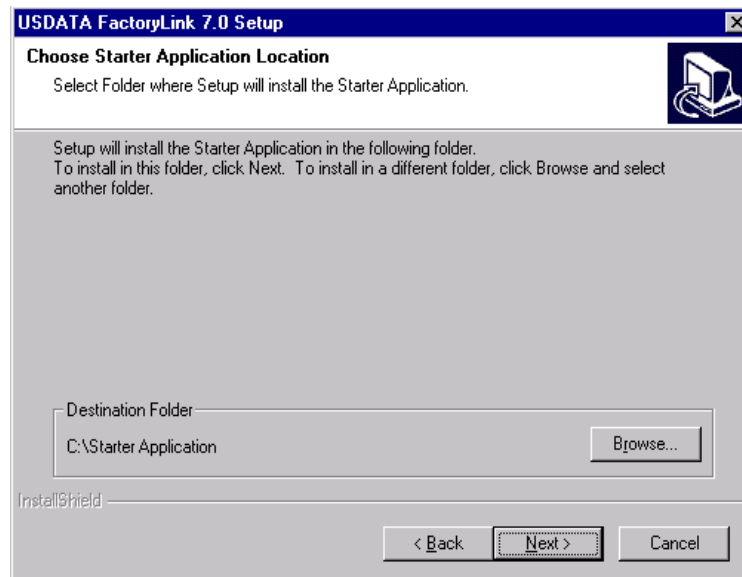 USDATA FactoryLink 7.0 Setup
Choose Starter Application Location
Select Folder where Setup will install the Starter Application.
Setup will install the Starter Application in the following folder.
To install in this folder, click Next. To install in a different folder, click Browse and select
another folder.
Destination Folder
C:\Starter Application
Browse...
InstallShield
< Back
Next >
Cancel